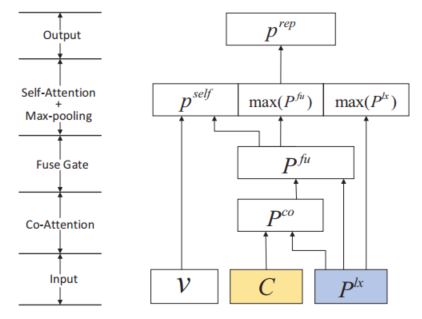 Output
Self-Attention
+
Max-pooling
Fuse Gate
Co-Attention
Input
p^{rep}
p^{self} max(P^{fu}) max(P^{lx})
P^{fu}
P^{co}
v C P^{lx}